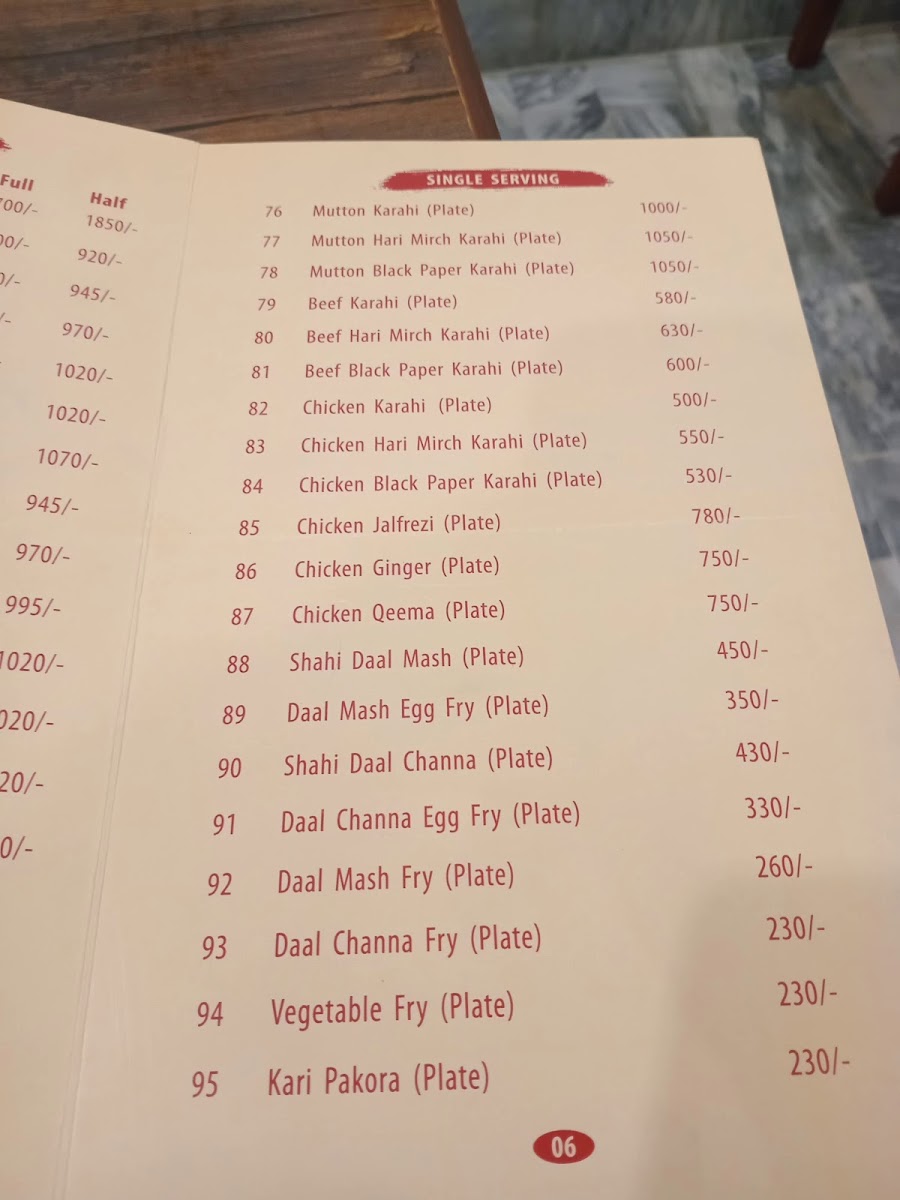 Full Half
1850/-
920/-
945/-
970/-
1020/-
1020/-
1070/-
945/-
970/-
995/-
1020/-
SINGLE SERVING
76 Mutton Karahi (Plate) 1000/-
77 Mutton Hari Mirch Karahi (Plate) 1050/-
78 Mutton Black Paper Karahi (Plate) 1050/-
79 Beef Karahi (Plate) 580/-
80 Beef Hari Mirch Karahi (Plate) 630/-
81 Beef Black Paper Karahi (Plate) 600/-
82 Chicken Karahi (Plate) 500/-
83 Chicken Hari Mirch Karahi (Plate) 550/-
84 Chicken Black Paper Karahi (Plate) 530/-
85 Chicken Jalfrezi (Plate) 780/-
86 Chicken Ginger (Plate) 750/-
87 Chicken Qeema (Plate) 750/-
88 Shahi Daal Mash (Plate) 450/-
89 Daal Mash Egg Fry (Plate) 350/-
90 Shahi Daal Channa (Plate) 430/-
91 Daal Channa Egg Fry (Plate) 330/-
92 Daal Mash Fry (Plate) 260/-
93 Daal Channa Fry (Plate) 230/-
94 Vegetable Fry (Plate) 230/-
95 Kari Pakora (Plate) 230/-
06